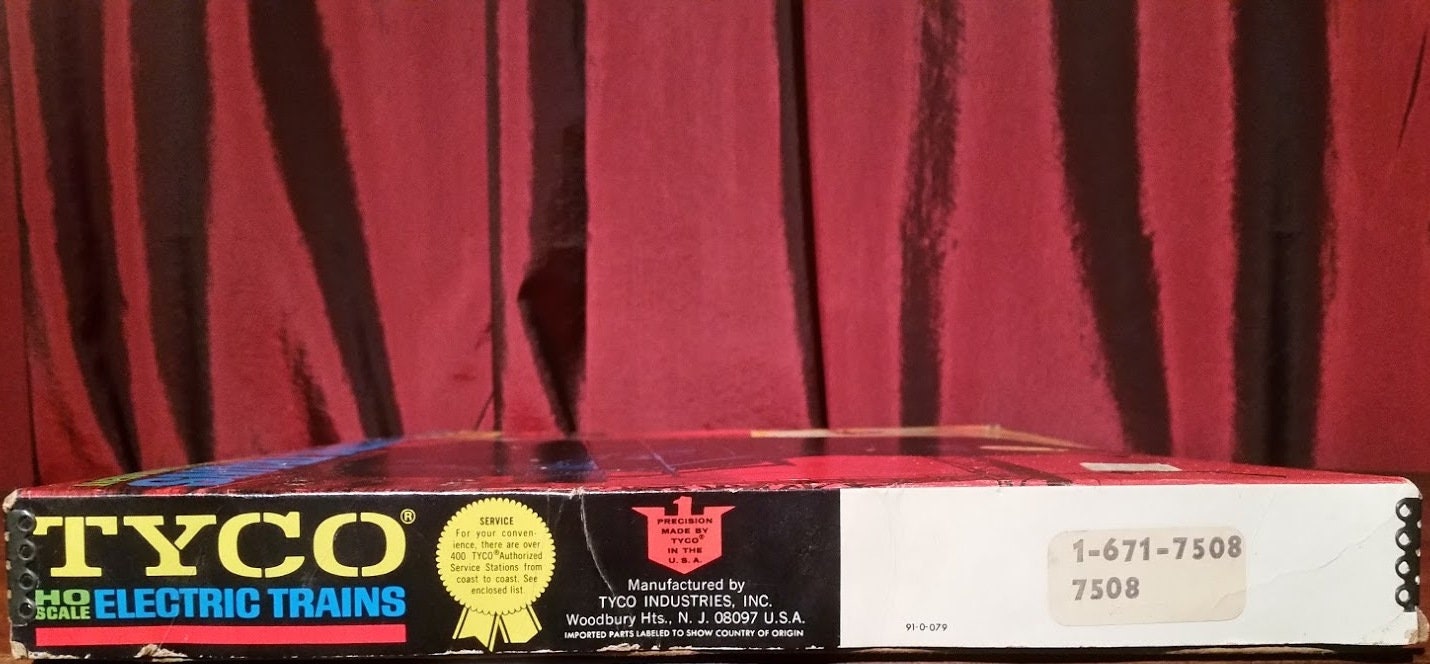 TYCO®
HO
SCALE
ELECTRIC TRAINS
SERVICE
For your conven-
ience, there are over
400 TYCO® Authorized
Service Stations from
coast to coast. See
enclosed list.
PRECISION
MADE BY
TYCO®
IN THE
U.S.A.
Manufactured by
TYCO INDUSTRIES, INC.
Woodbury Hts., N. J. 08097 U.S.A.
IMPORTED PARTS LABELED TO SHOW COUNTRY OF ORIGIN
91-0-079
1-671-7508
7508